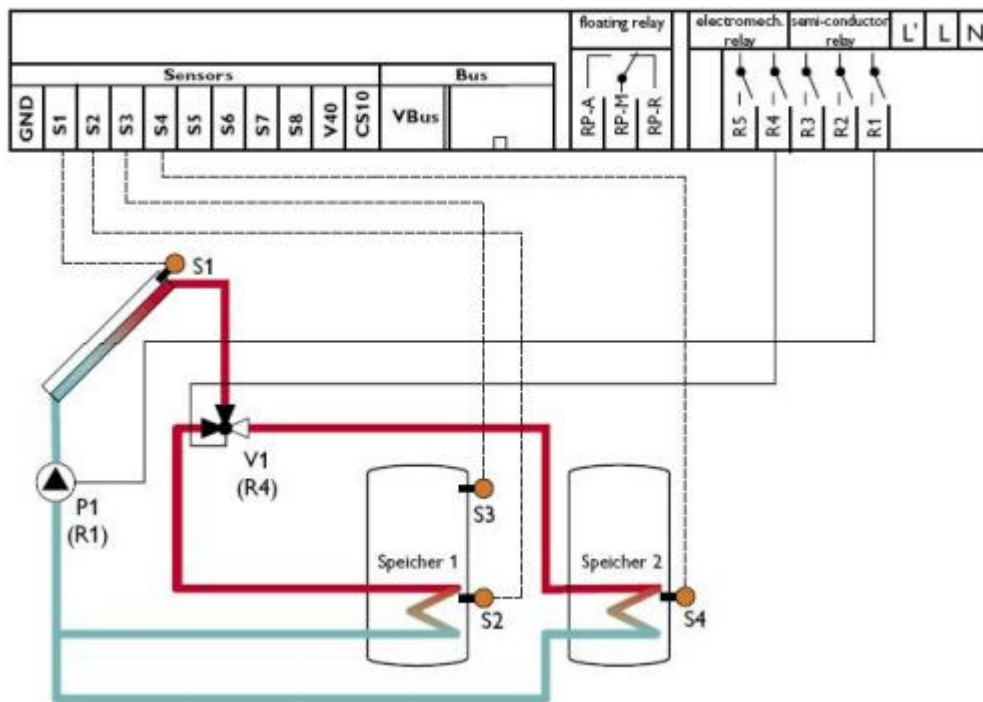 floating relay
electromech. relay
semi-conductor relay
L'
L
N
Sensors
Bus
GND
S1
S2
S3
S4
S5
S6
S7
S8
V40
CS10
VBus
RP-A
RP-M
RP-R
R5
R4
R3
R2
R1
S1
V1
(R4)
P1
(R1)
S3
Speicher 1
Speicher 2
S2
S4